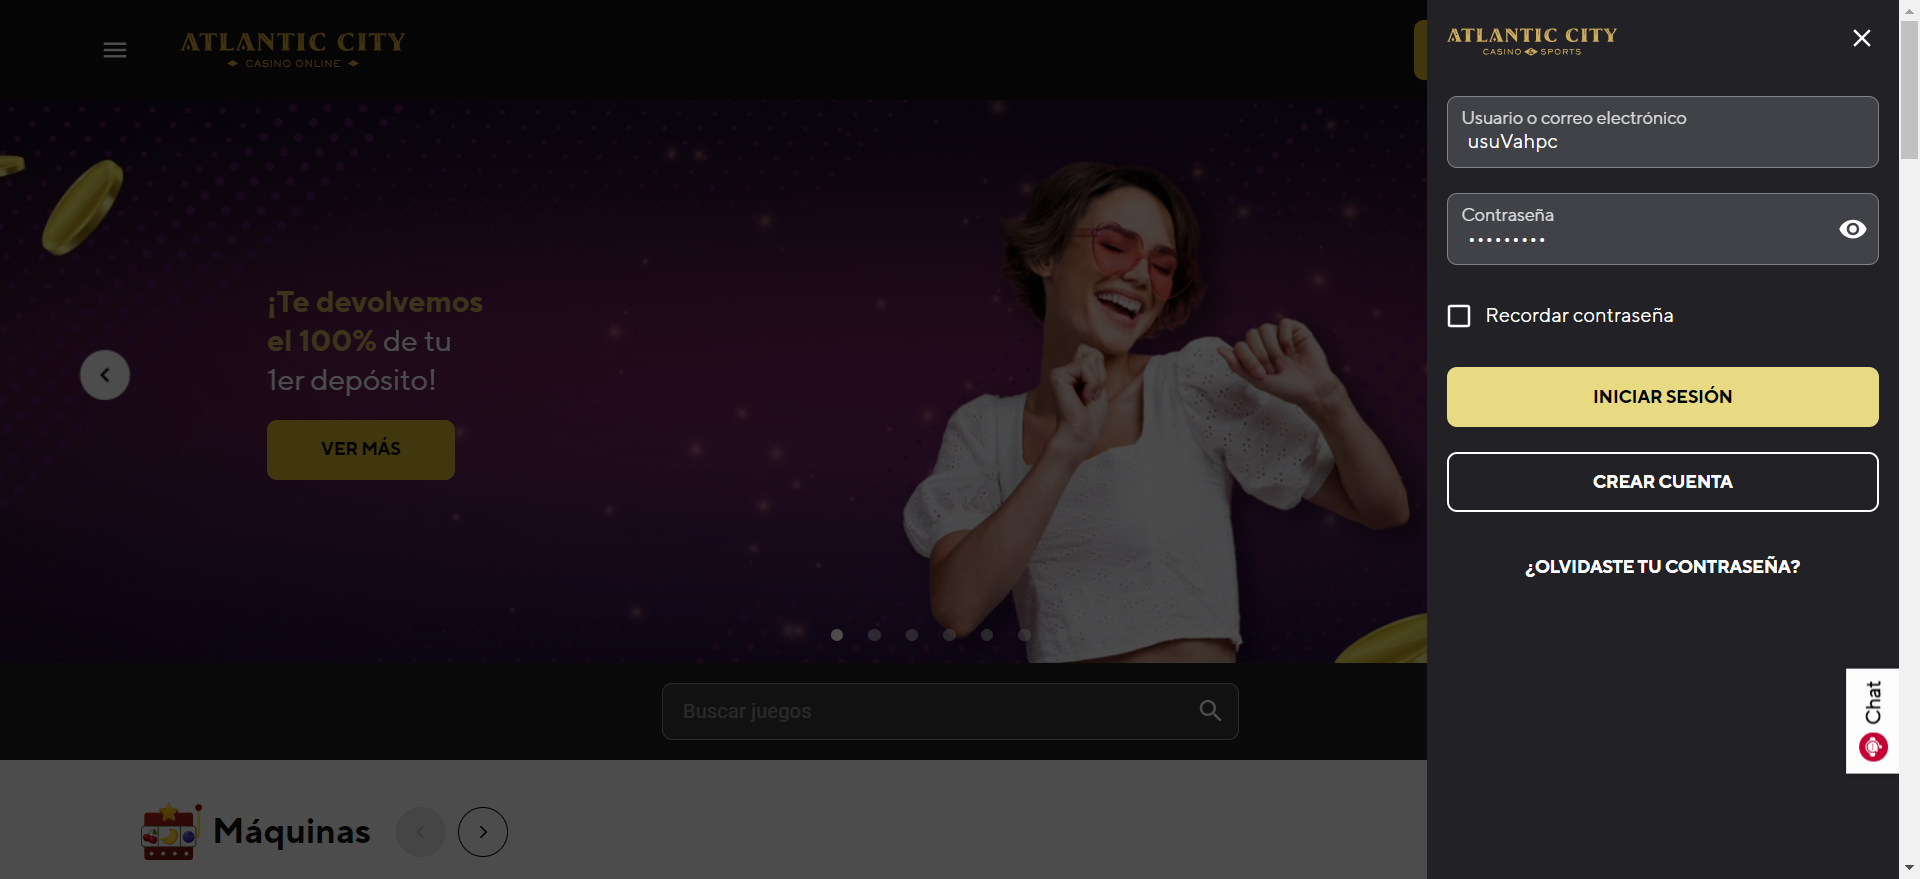 ATLANTIC CITY
CASINO ONLINE
¡Te devolvemos
el 100% de tu
1er depósito!
VER MÁS
Buscar juegos
Máquinas
ATLANTIC CITY
CASINO & SPORTS
Usuario o correo electrónico
usuVahpc
Contraseña
•••••••••
Recordar contraseña
INICIAR SESIÓN
CREAR CUENTA
¿OLVIDASTE TU CONTRASEÑA?
Chat